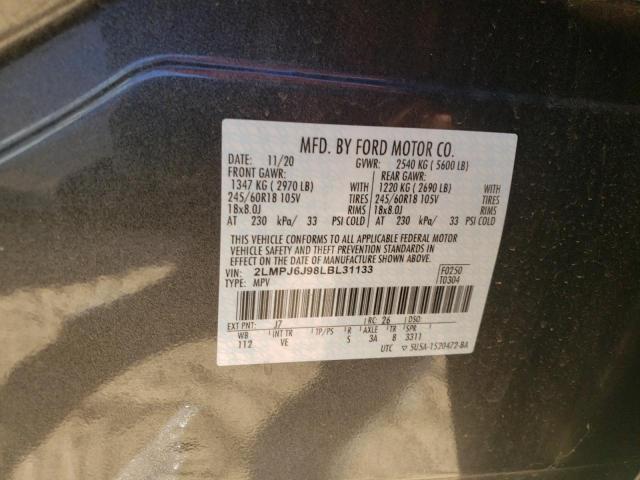 MFD. BY FORD MOTOR CO.
DATE: 11/20 GVWR: 2540 KG ( 5600 LB)
FRONT GAWR: REAR GAWR:
1347 KG ( 2970 LB) WITH 1220 KG ( 2690 LB) WITH
245/60R18 105V TIRES 245/60R18 105V TIRES
18x8.0J RIMS 18x8.0J RIMS
AT 230 kPa/ 33 PSI COLD AT 230 kPa/ 33 PSI COLD
THIS VEHICLE CONFORMS TO ALL APPLICABLE FEDERAL MOTOR
VEHICLE SAFETY AND THEFT PREVENTION STANDARDS IN
EFFECT ON THE DATE OF MANUFACTURE SHOWN ABOVE.
VIN: 2LMPJ6J98LBL31133 F0250
TYPE: MPV T0304
EXT PNT: J7 RC: 26 DSO:
WB INT TR TP/PS R AXLE TR SPR
112 VE S 3A 8 3311
UTC ▽ 5U5A-1520472-BA